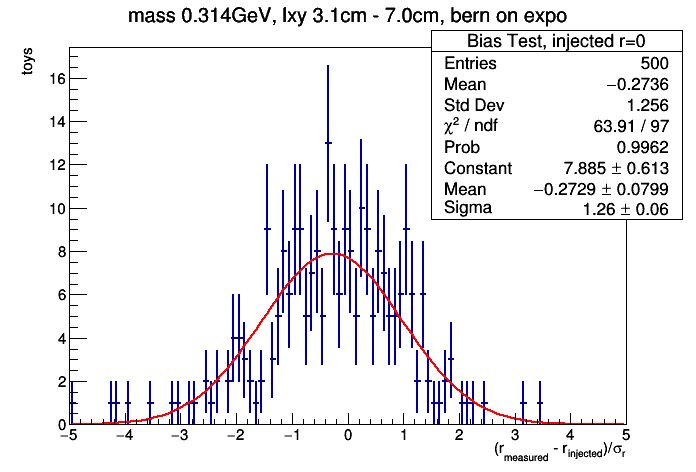 mass 0.314GeV, lxy 3.1cm - 7.0cm, bern on expo
toys
Bias Test, injected r=0
Entries 500
Mean −0.2736
Std Dev 1.256
χ² / ndf 63.91 / 97
Prob 0.9962
Constant 7.885 ± 0.613
Mean −0.2729 ± 0.0799
Sigma 1.26 ± 0.06
16
14
12
10
8
6
4
2
0
−5 −4 −3 −2 −1 0 1 2 3 4 5
(r_measured - r_injected)/σ_r